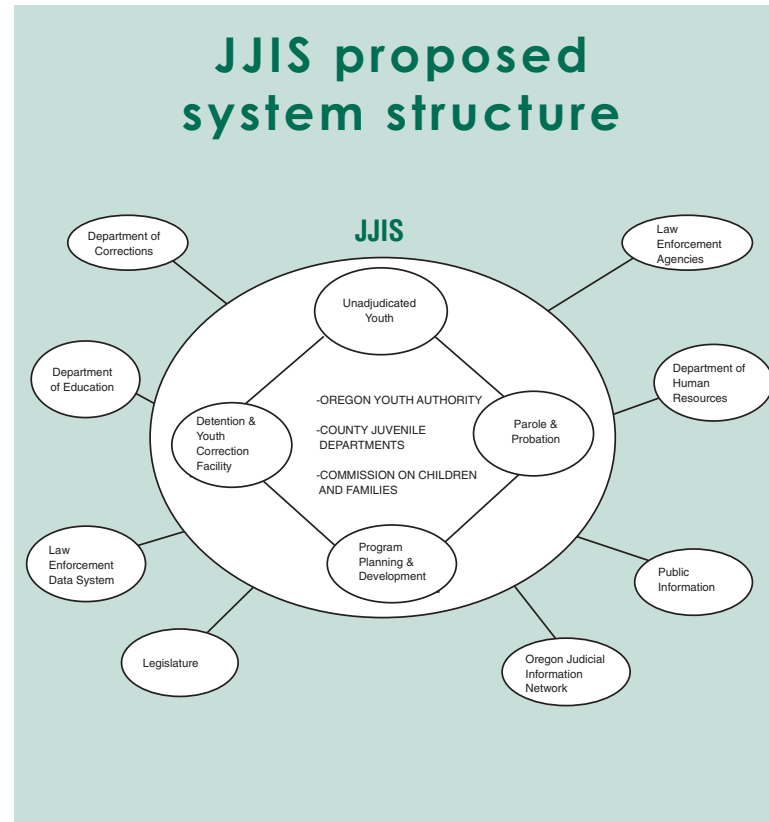 JJIS proposed
system structure
JJIS
Department of
Corrections
Law
Enforcement
Agencies
Unadjudicated
Youth
Department
of Education
Department of
Human
Resources
-OREGON YOUTH AUTHORITY
-COUNTY JUVENILE
DEPARTMENTS
-COMMISSION ON CHILDREN
AND FAMILIES
Detention &
Youth
Correction
Facility
Parole &
Probation
Law
Enforcement
Data System
Program
Planning &
Development
Public
Information
Legislature
Oregon Judicial
Information
Network